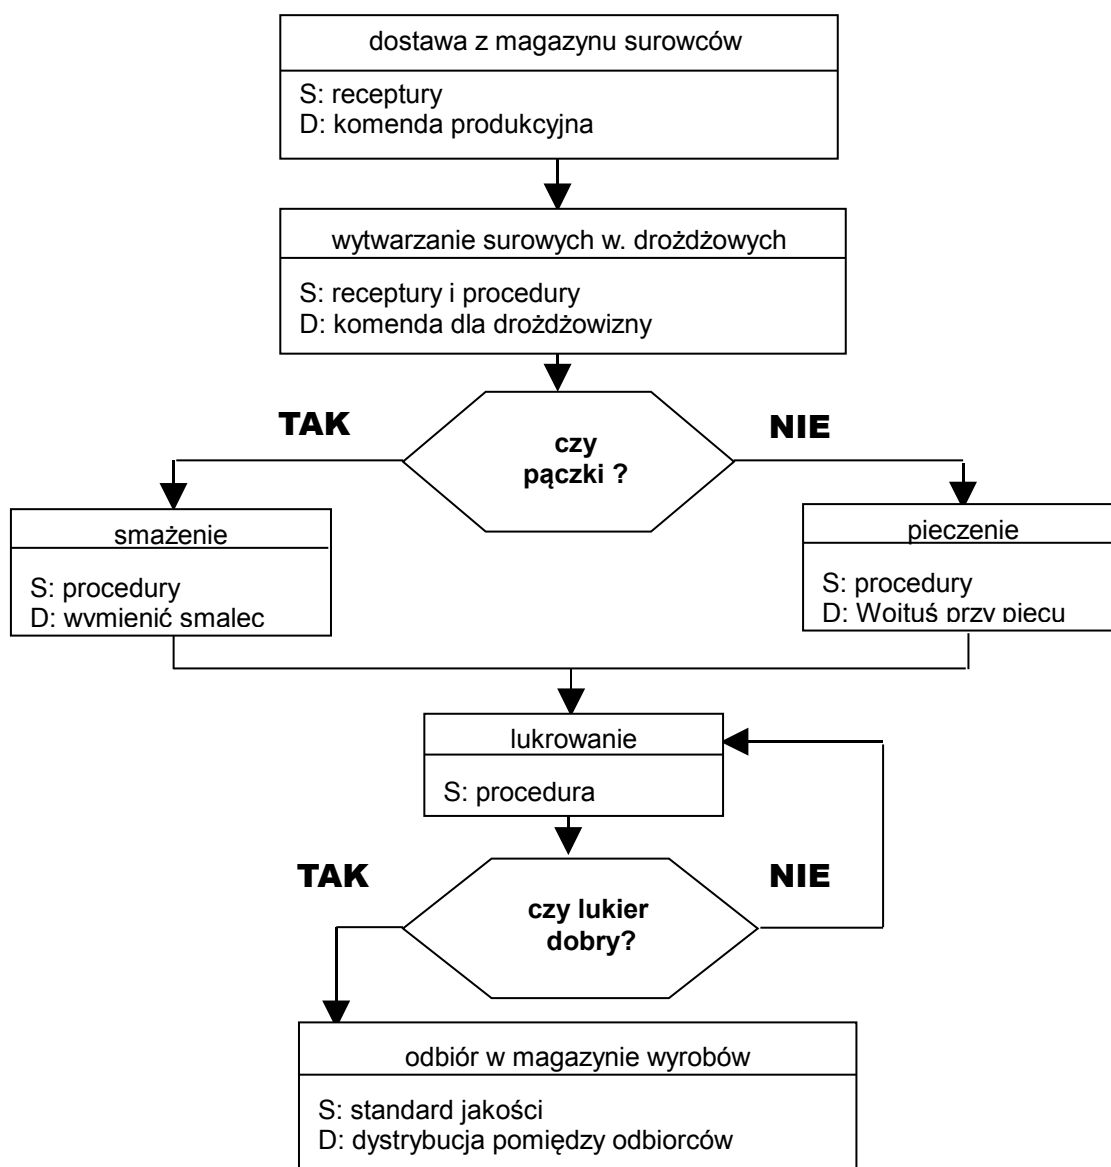 dostawa z magazynu surowców
S: receptury
D: komenda produkcyjna
wytwarzanie surowych w. drożdżowych
S: receptury i procedury
D: komenda dla drożdżowizny
TAK
NIE
czy
pączki ?
smażenie
S: procedury
D: wymienić smalec
pieczenie
S: procedury
D: Wojtuś przy piecu
lukrowanie
S: procedura
TAK
NIE
czy lukier
dobry?
odbiór w magazynie wyrobów
S: standard jakości
D: dystrybucja pomiędzy odbiorców